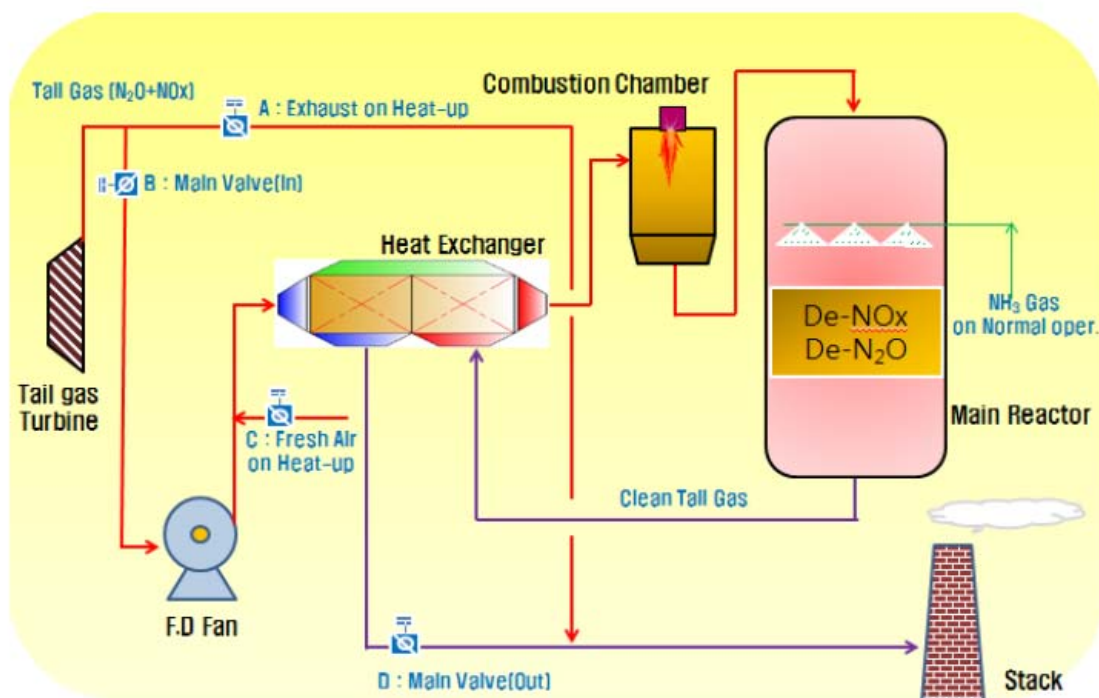 Combustion Chamber
Tall Gas (N₂O+NOx)
A : Exhaust on Heat-up
B : Main Valve(In)
Heat Exchanger
NH₃ Gas
on Normal oper.
De-NOx
De-N₂O
Tail gas
Turbine
Main Reactor
C : Fresh Air
on Heat-up
Clean Tall Gas
F.D Fan
D : Main Valve(Out)
Stack